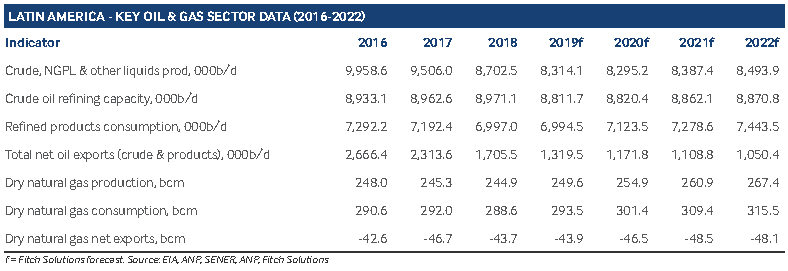 LATIN AMERICA - KEY OIL & GAS SECTOR DATA (2016-2022)
Indicator 2016 2017 2018 2019f 2020f 2021f 2022f
Crude, NGPL & other liquids prod, 000b/d 9,958.6 9,506.0 8,702.5 8,314.1 8,295.2 8,387.4 8,493.9
Crude oil refining capacity, 000b/d 8,933.1 8,962.6 8,971.1 8,811.7 8,820.4 8,862.1 8,870.8
Refined products consumption, 000b/d 7,292.2 7,192.4 6,997.0 6,994.5 7,123.5 7,278.6 7,443.5
Total net oil exports (crude & products), 000b/d 2,666.4 2,313.6 1,705.5 1,319.5 1,171.8 1,108.8 1,050.4
Dry natural gas production, bcm 248.0 245.3 244.9 249.6 254.9 260.9 267.4
Dry natural gas consumption, bcm 290.6 292.0 288.6 293.5 301.4 309.4 315.5
Dry natural gas net exports, bcm -42.6 -46.7 -43.7 -43.9 -46.5 -48.5 -48.1
f = Fitch Solutions forecast. Source: EIA, ANP, SENER, ANP, Fitch Solutions